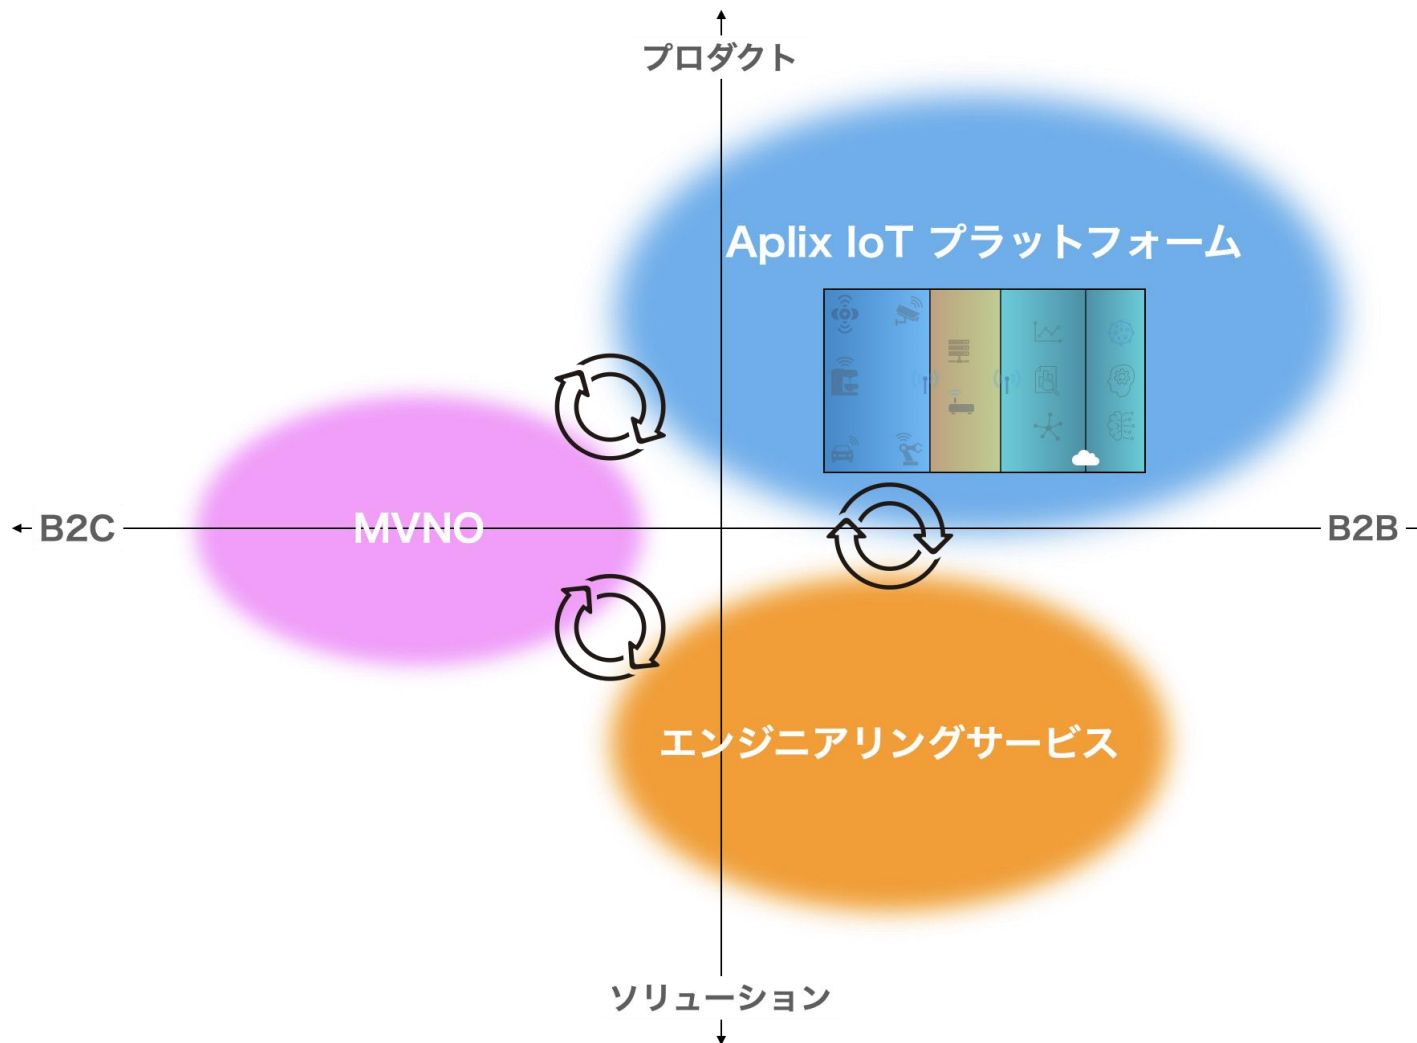 プロダクト
Aplix IoT プラットフォーム
B2C
MVNO
B2B
エンジニアリングサービス
ソリューション